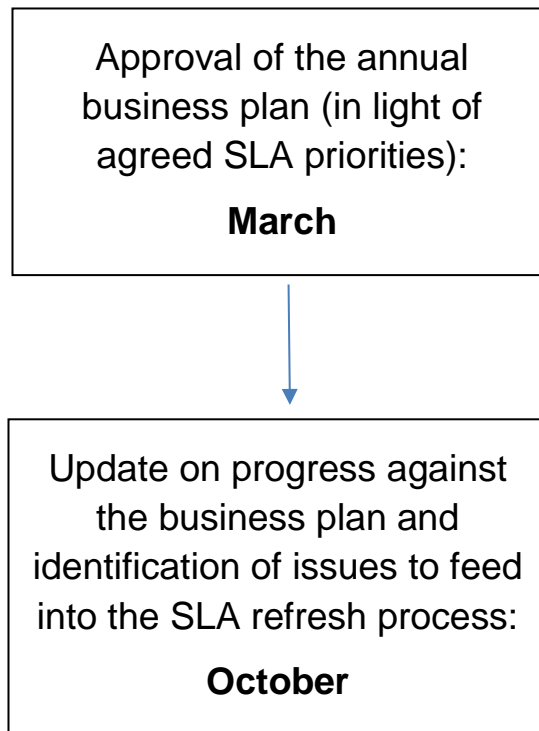 Approval of the annual
business plan (in light of
agreed SLA priorities):
March
Update on progress against
the business plan and
identification of issues to feed
into the SLA refresh process:
October